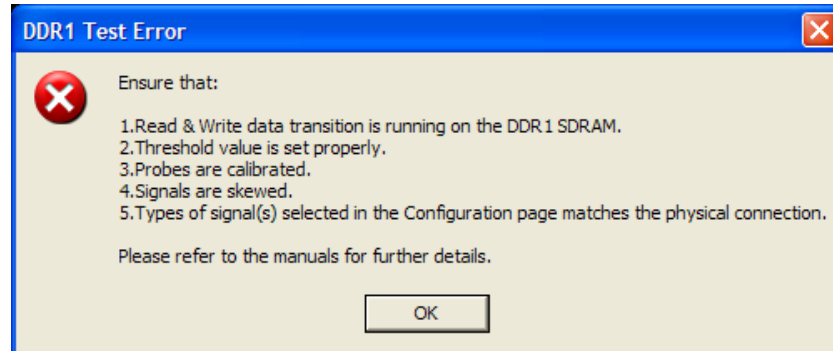 DDR1 Test Error
Ensure that:
1.Read & Write data transition is running on the DDR1 SDRAM.
2.Threshold value is set properly.
3.Probes are calibrated.
4.Signals are skewed.
5.Types of signal(s) selected in the Configuration page matches the physical connection.
Please refer to the manuals for further details.
OK